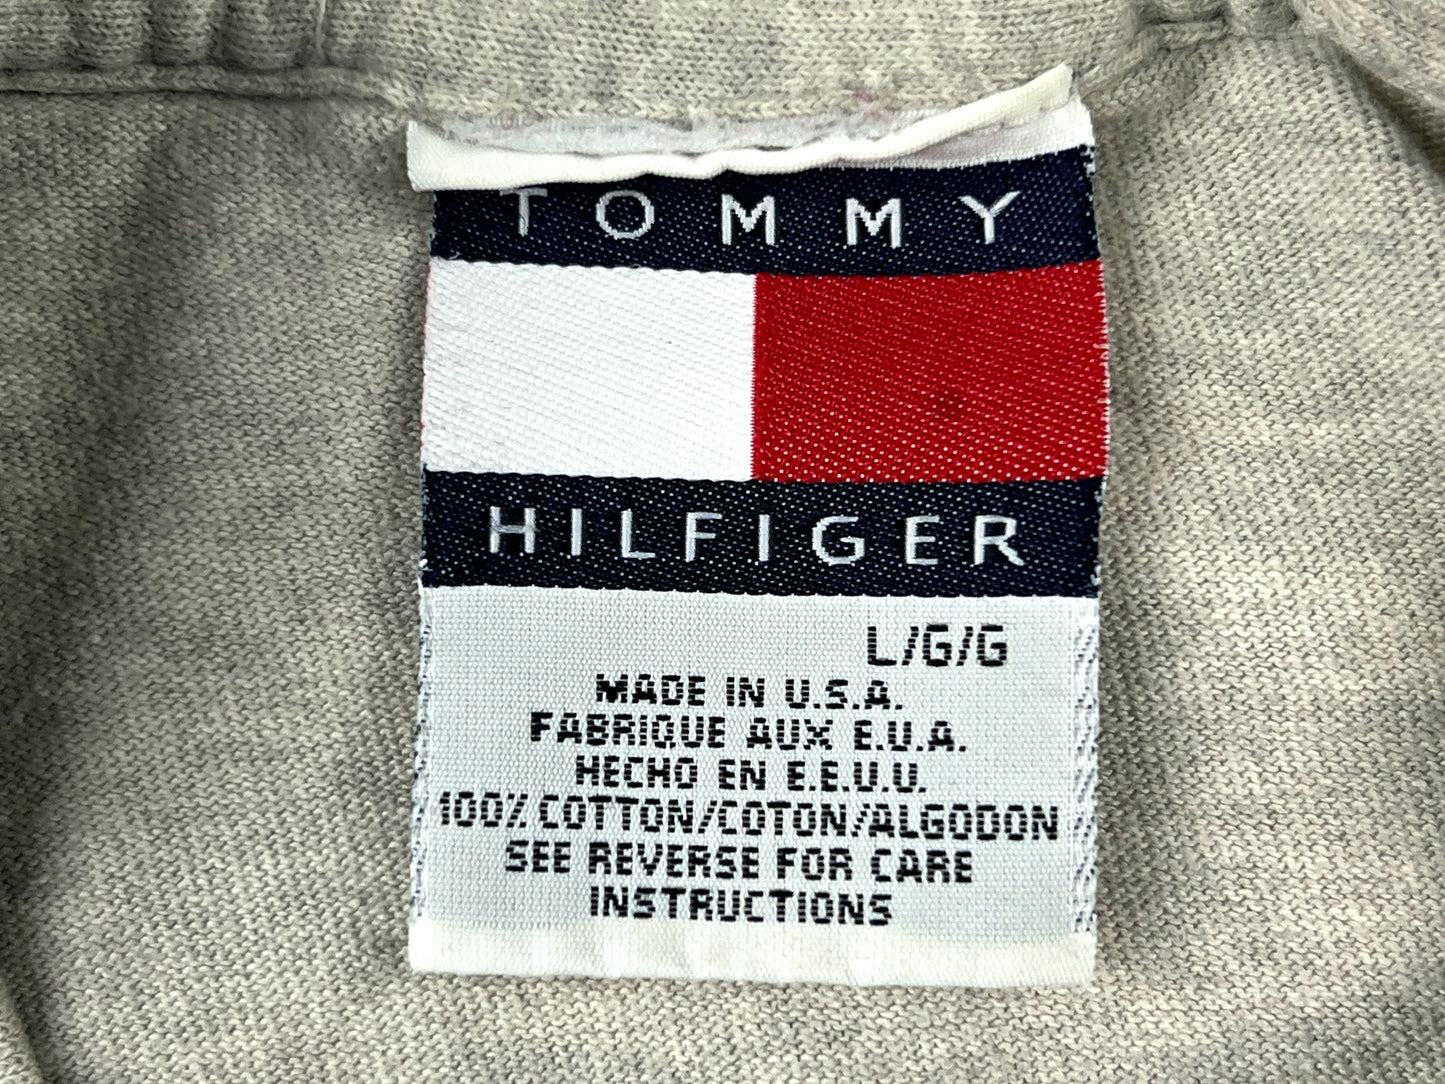 TOMMY
HILFIGER
L/G/G
MADE IN U.S.A.
FABRIQUE AUX E.U.A.
HECHO EN E.E.U.U.
100% COTTON/COTON/ALGODON
SEE REVERSE FOR CARE
INSTRUCTIONS